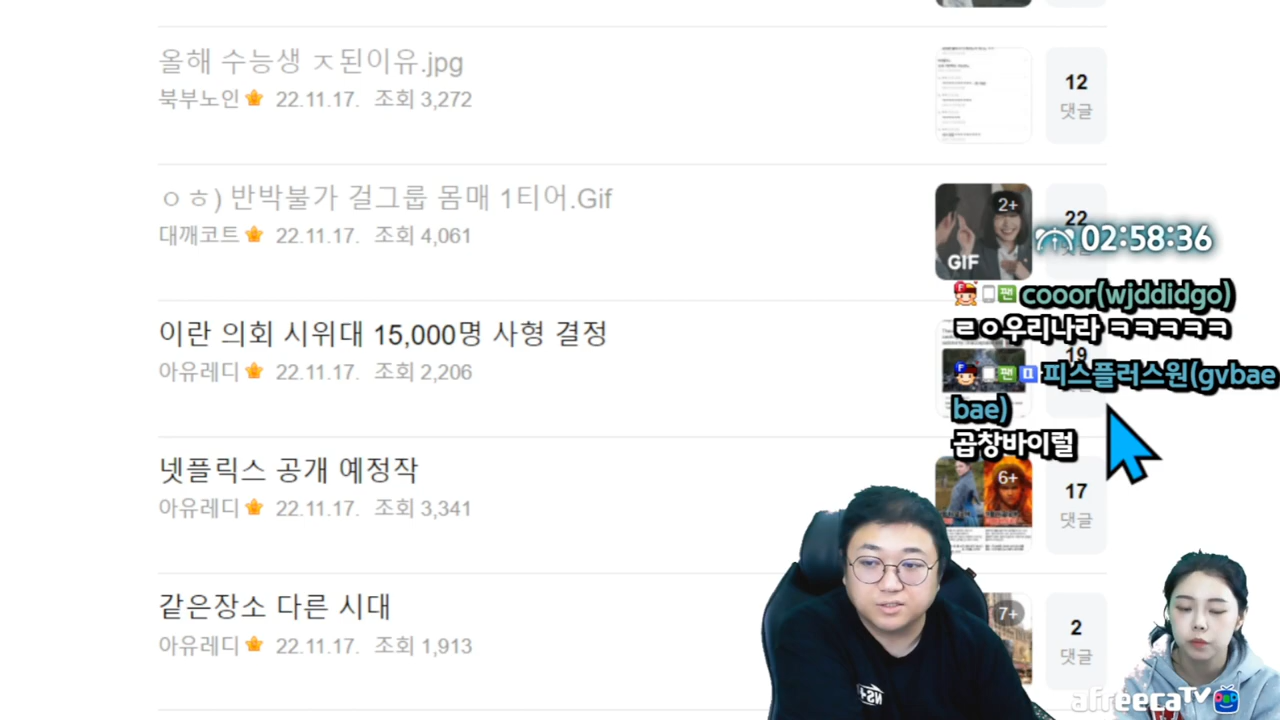 올해 수능생 ㅈ된이유.jpg
북부노인 22.11.17. 조회 3,272
12
댓글
ㅇㅎ) 반박불가 걸그룹 몸매 1티어.Gif
대깨코트 22.11.17. 조회 4,061
2+
GIF
22
02:58:36
cooor(wjddidgo)
ㄹㅇ우리나라 ㅋㅋㅋㅋㅋ
이란 의회 시위대 15,000명 사형 결정
아유레디 22.11.17. 조회 2,206
19
피스플러스원(gvbae
bae)
곱창바이럴
넷플릭스 공개 예정작
아유레디 22.11.17. 조회 3,341
6+
17
댓글
같은장소 다른 시대
아유레디 22.11.17. 조회 1,913
7+
2
댓글
afreecaTV